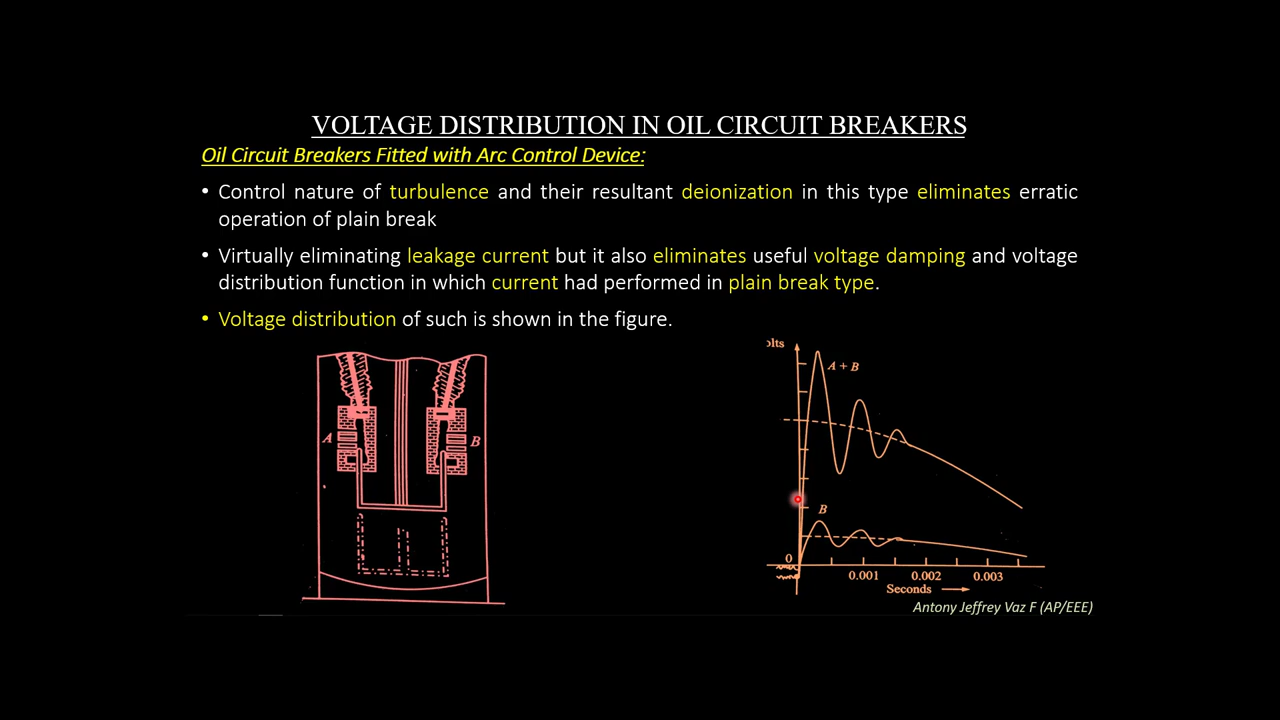 VOLTAGE DISTRIBUTION IN OIL CIRCUIT BREAKERS
Oil Circuit Breakers Fitted with Arc Control Device:
• Control nature of turbulence and their resultant deionization in this type eliminates erratic
operation of plain break
• Virtually eliminating leakage current but it also eliminates useful voltage damping and voltage
distribution function in which current had performed in plain break type.
• Voltage distribution of such is shown in the figure.
A
B
olts
A + B
B
0
0.001 0.002 0.003
Seconds
Antony Jeffrey Vaz F (AP/EEE)